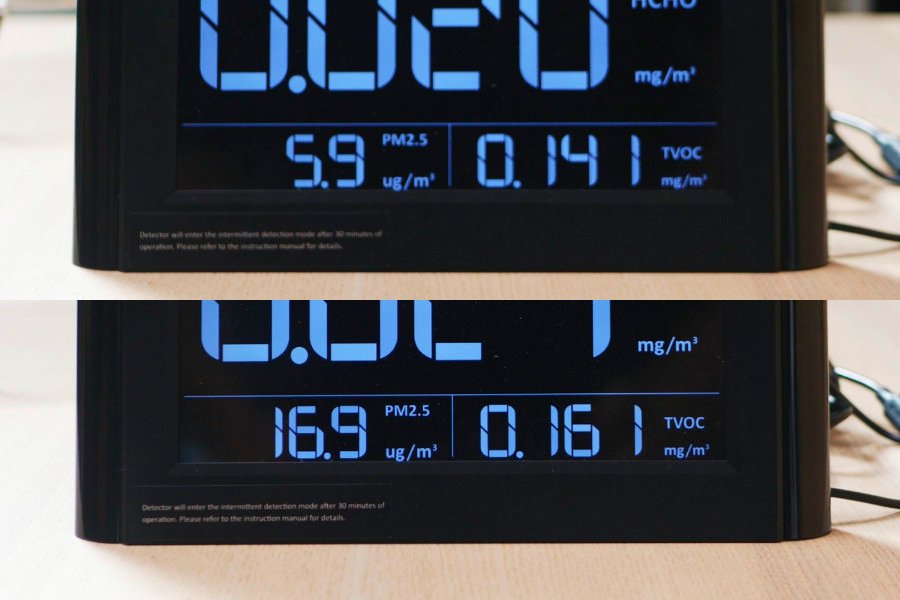 0.020 HCHO
mg/m³
5.9 PM2.5 ug/m³ 0.141 TVOC mg/m³
Detector will enter the intermittent detection mode after 30 minutes of
operation. Please refer to the instruction manual for details.
mg/m³
16.9 PM2.5 ug/m³ 0.161 TVOC mg/m³
Detector will enter the intermittent detection mode after 30 minutes of
operation. Please refer to the instruction manual for details.